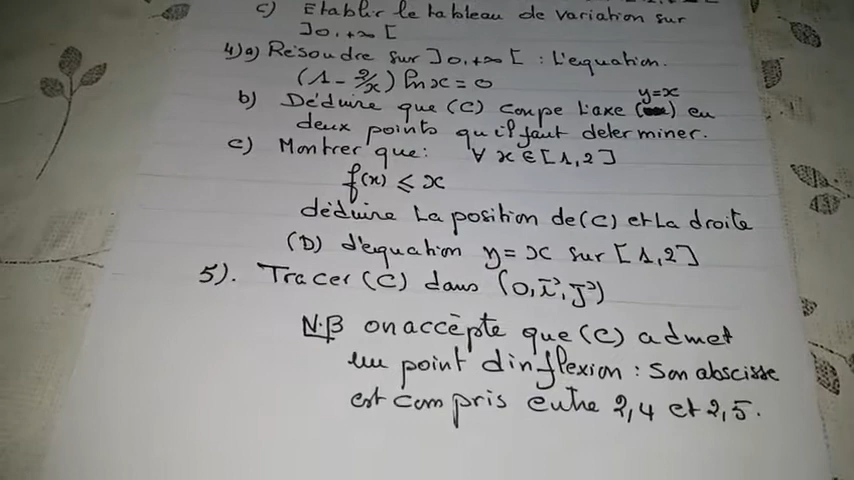 c) Etablir le tableau de variation sur
]0,+∞[
4)a) Résoudre sur ]0,+∞[ : L'equation.
(1 - 2/x) ln x = 0
y=x
b) Déduire que (C) coupe l'axe ( ) en
deux points qu'il faut determiner.
c) Montrer que: ∀ x ∈ [1,2]
f(x) ⩽ x
déduire la position de (C) et la droite
(D) d'equation y = x sur [1,2]
5). Tracer (C) dans (0,i⃗,j⃗)
N.B on accèpte que (C) admet
un point d'inflexion : Son abscisse
est compris entre 2,4 et 2,5.